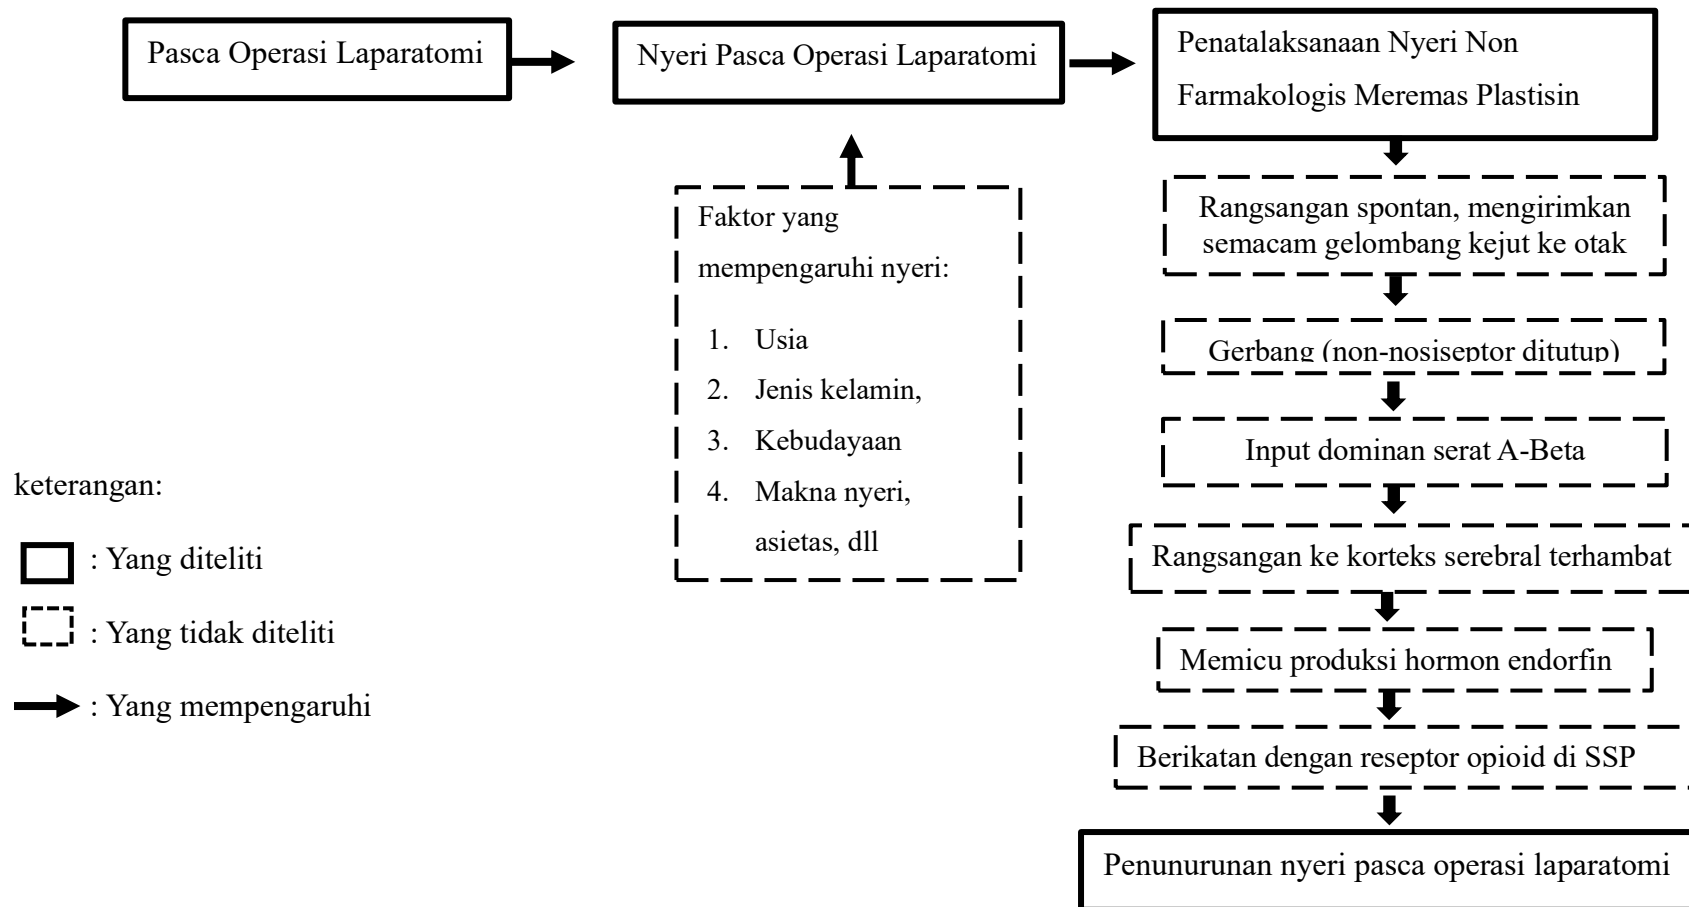 Pasca Operasi Laparatomi
Nyeri Pasca Operasi Laparatomi
Penatalaksanaan Nyeri Non
Farmakologis Meremas Plastisin
Faktor yang
mempengaruhi nyeri:
1. Usia
2. Jenis kelamin,
3. Kebudayaan
4. Makna nyeri,
asietas, dll
Rangsangan spontan, mengirimkan
semacam gelombang kejut ke otak
Gerbang (non-nosiseptor ditutup)
Input dominan serat A-Beta
Rangsangan ke korteks serebral terhambat
Memicu produksi hormon endorfin
Berikatan dengan reseptor opioid di SSP
Penunurunan nyeri pasca operasi laparatomi
keterangan:
: Yang diteliti
: Yang tidak diteliti
: Yang mempengaruhi